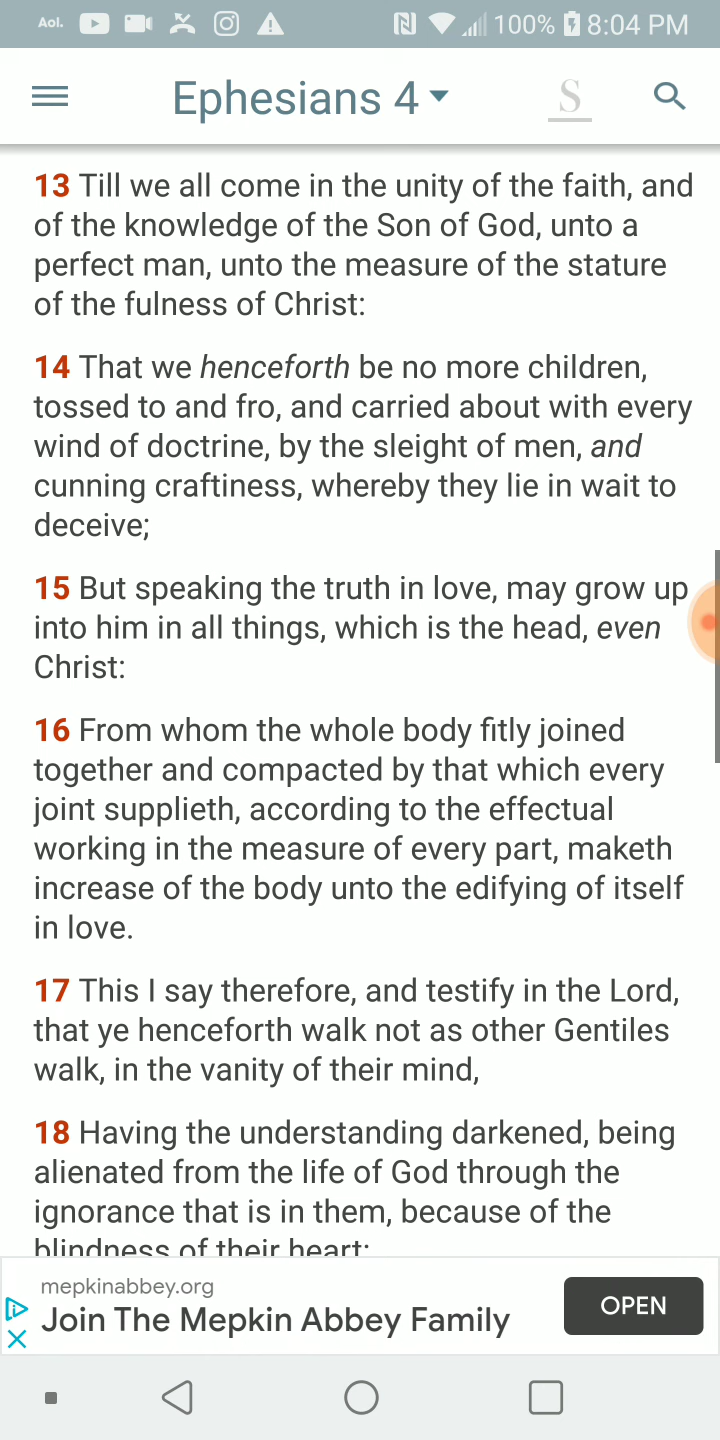 Aol.
100% 8:04 PM
Ephesians 4
S
13 Till we all come in the unity of the faith, and
of the knowledge of the Son of God, unto a
perfect man, unto the measure of the stature
of the fulness of Christ:
14 That we henceforth be no more children,
tossed to and fro, and carried about with every
wind of doctrine, by the sleight of men, and
cunning craftiness, whereby they lie in wait to
deceive;
15 But speaking the truth in love, may grow up
into him in all things, which is the head, even
Christ:
16 From whom the whole body fitly joined
together and compacted by that which every
joint supplieth, according to the effectual
working in the measure of every part, maketh
increase of the body unto the edifying of itself
in love.
17 This I say therefore, and testify in the Lord,
that ye henceforth walk not as other Gentiles
walk, in the vanity of their mind,
18 Having the understanding darkened, being
alienated from the life of God through the
ignorance that is in them, because of the
blindness of their heart:
mepkinabbey.org
Join The Mepkin Abbey Family
OPEN